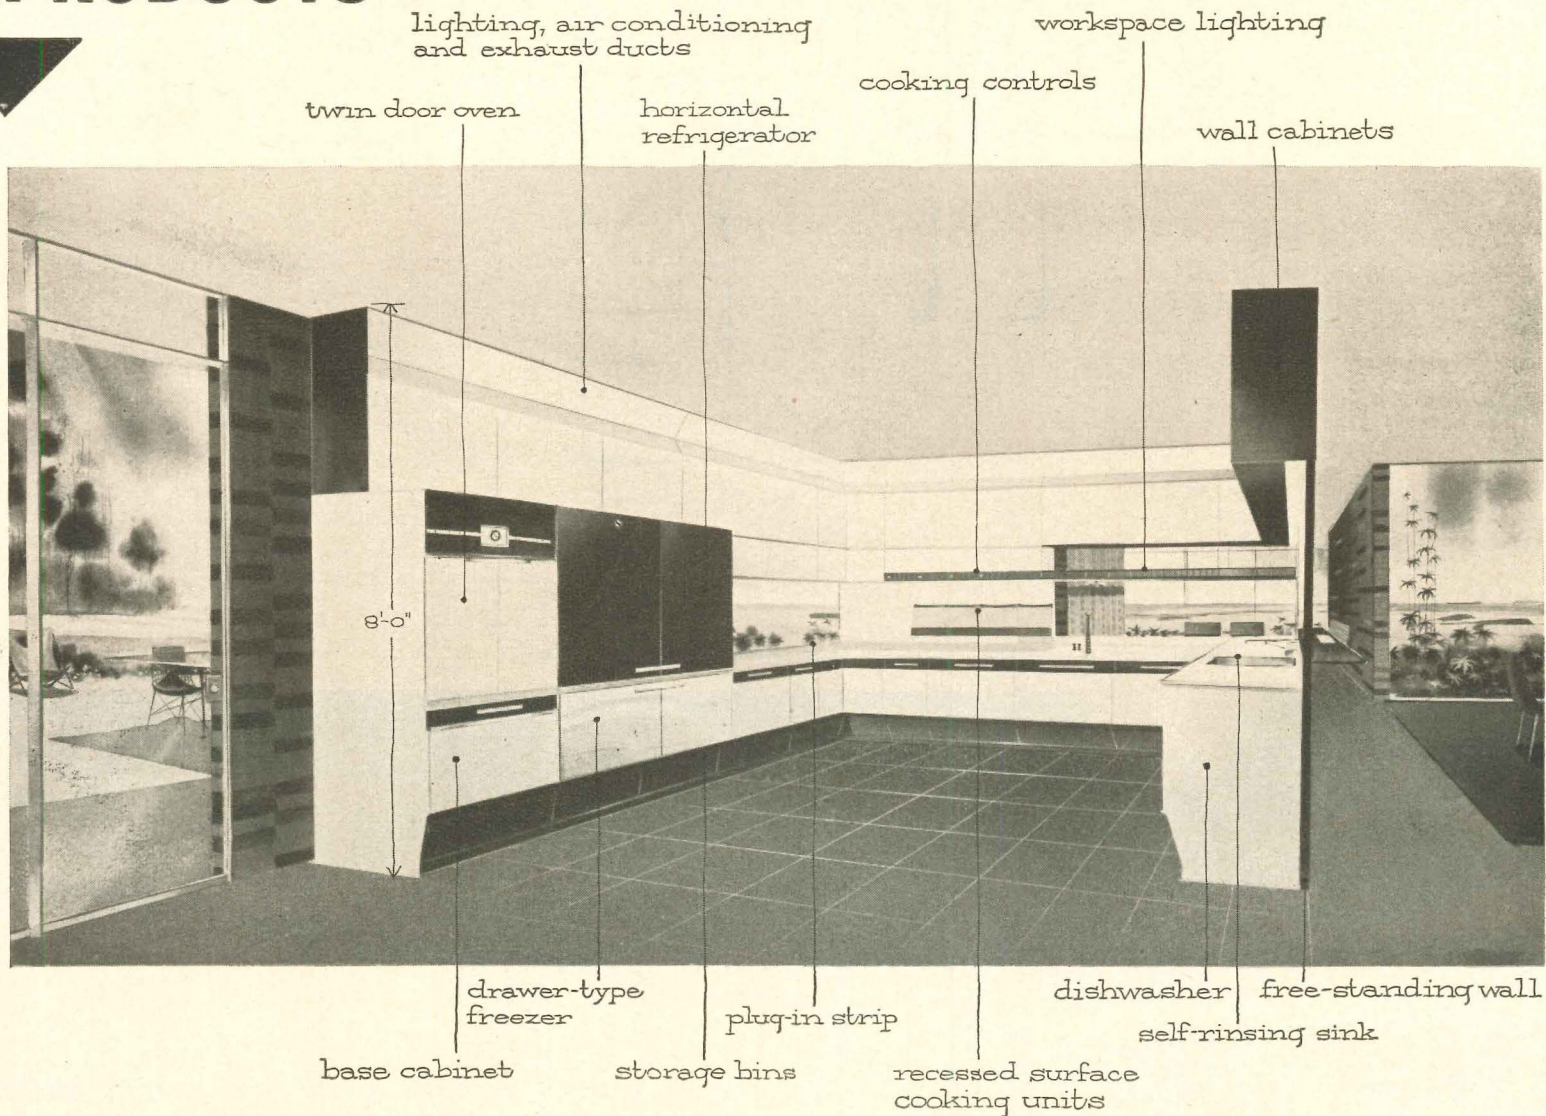 PRODUCTS
lighting, air conditioning
and exhaust ducts
workspace lighting
cooking controls
twin door oven
horizontal
refrigerator
wall cabinets
8'-0"
drawer-type
freezer
plug-in strip
dishwasher
free-standing wall
self-rinsing sink
base cabinet
storage bins
recessed surface
cooking units